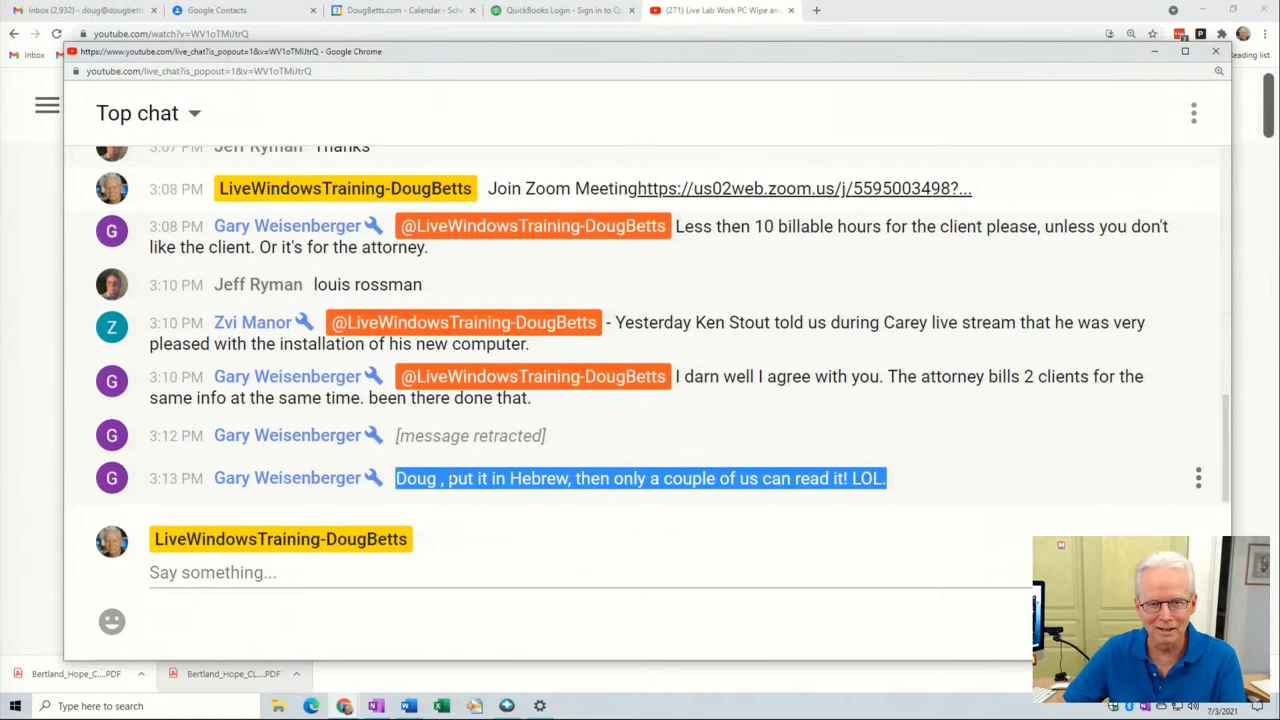 Inbox (2,932) - doug@dougbetts
Google Contacts
DougBetts.com - Calendar - Sche
QuickBooks Login - Sign in to Q
(271) Live Lab Work PC Wipe and
youtube.com/watch?v=WV1oTMiJtrQ
Inbox
Reading list
https://www.youtube.com/live_chat?is_popout=1&v=WV1oTMiJtrQ - Google Chrome
youtube.com/live_chat?is_popout=1&v=WV1oTMiJtrQ
Top chat
3:07 PM Jeff Ryman Thanks
3:08 PM LiveWindowsTraining-DougBetts Join Zoom Meetinghttps://us02web.zoom.us/j/5595003498?...
G 3:08 PM Gary Weisenberger @LiveWindowsTraining-DougBetts Less then 10 billable hours for the client please, unless you don't
like the client. Or it's for the attorney.
3:10 PM Jeff Ryman louis rossman
Z 3:10 PM Zvi Manor @LiveWindowsTraining-DougBetts - Yesterday Ken Stout told us during Carey live stream that he was very
pleased with the installation of his new computer.
G 3:10 PM Gary Weisenberger @LiveWindowsTraining-DougBetts I darn well I agree with you. The attorney bills 2 clients for the
same info at the same time. been there done that.
G 3:12 PM Gary Weisenberger [message retracted]
G 3:13 PM Gary Weisenberger Doug , put it in Hebrew, then only a couple of us can read it! LOL.
LiveWindowsTraining-DougBetts
Say something...
Bertland_Hope_C....PDF
Bertland_Hope_CL....PDF
Type here to search
7/3/2021